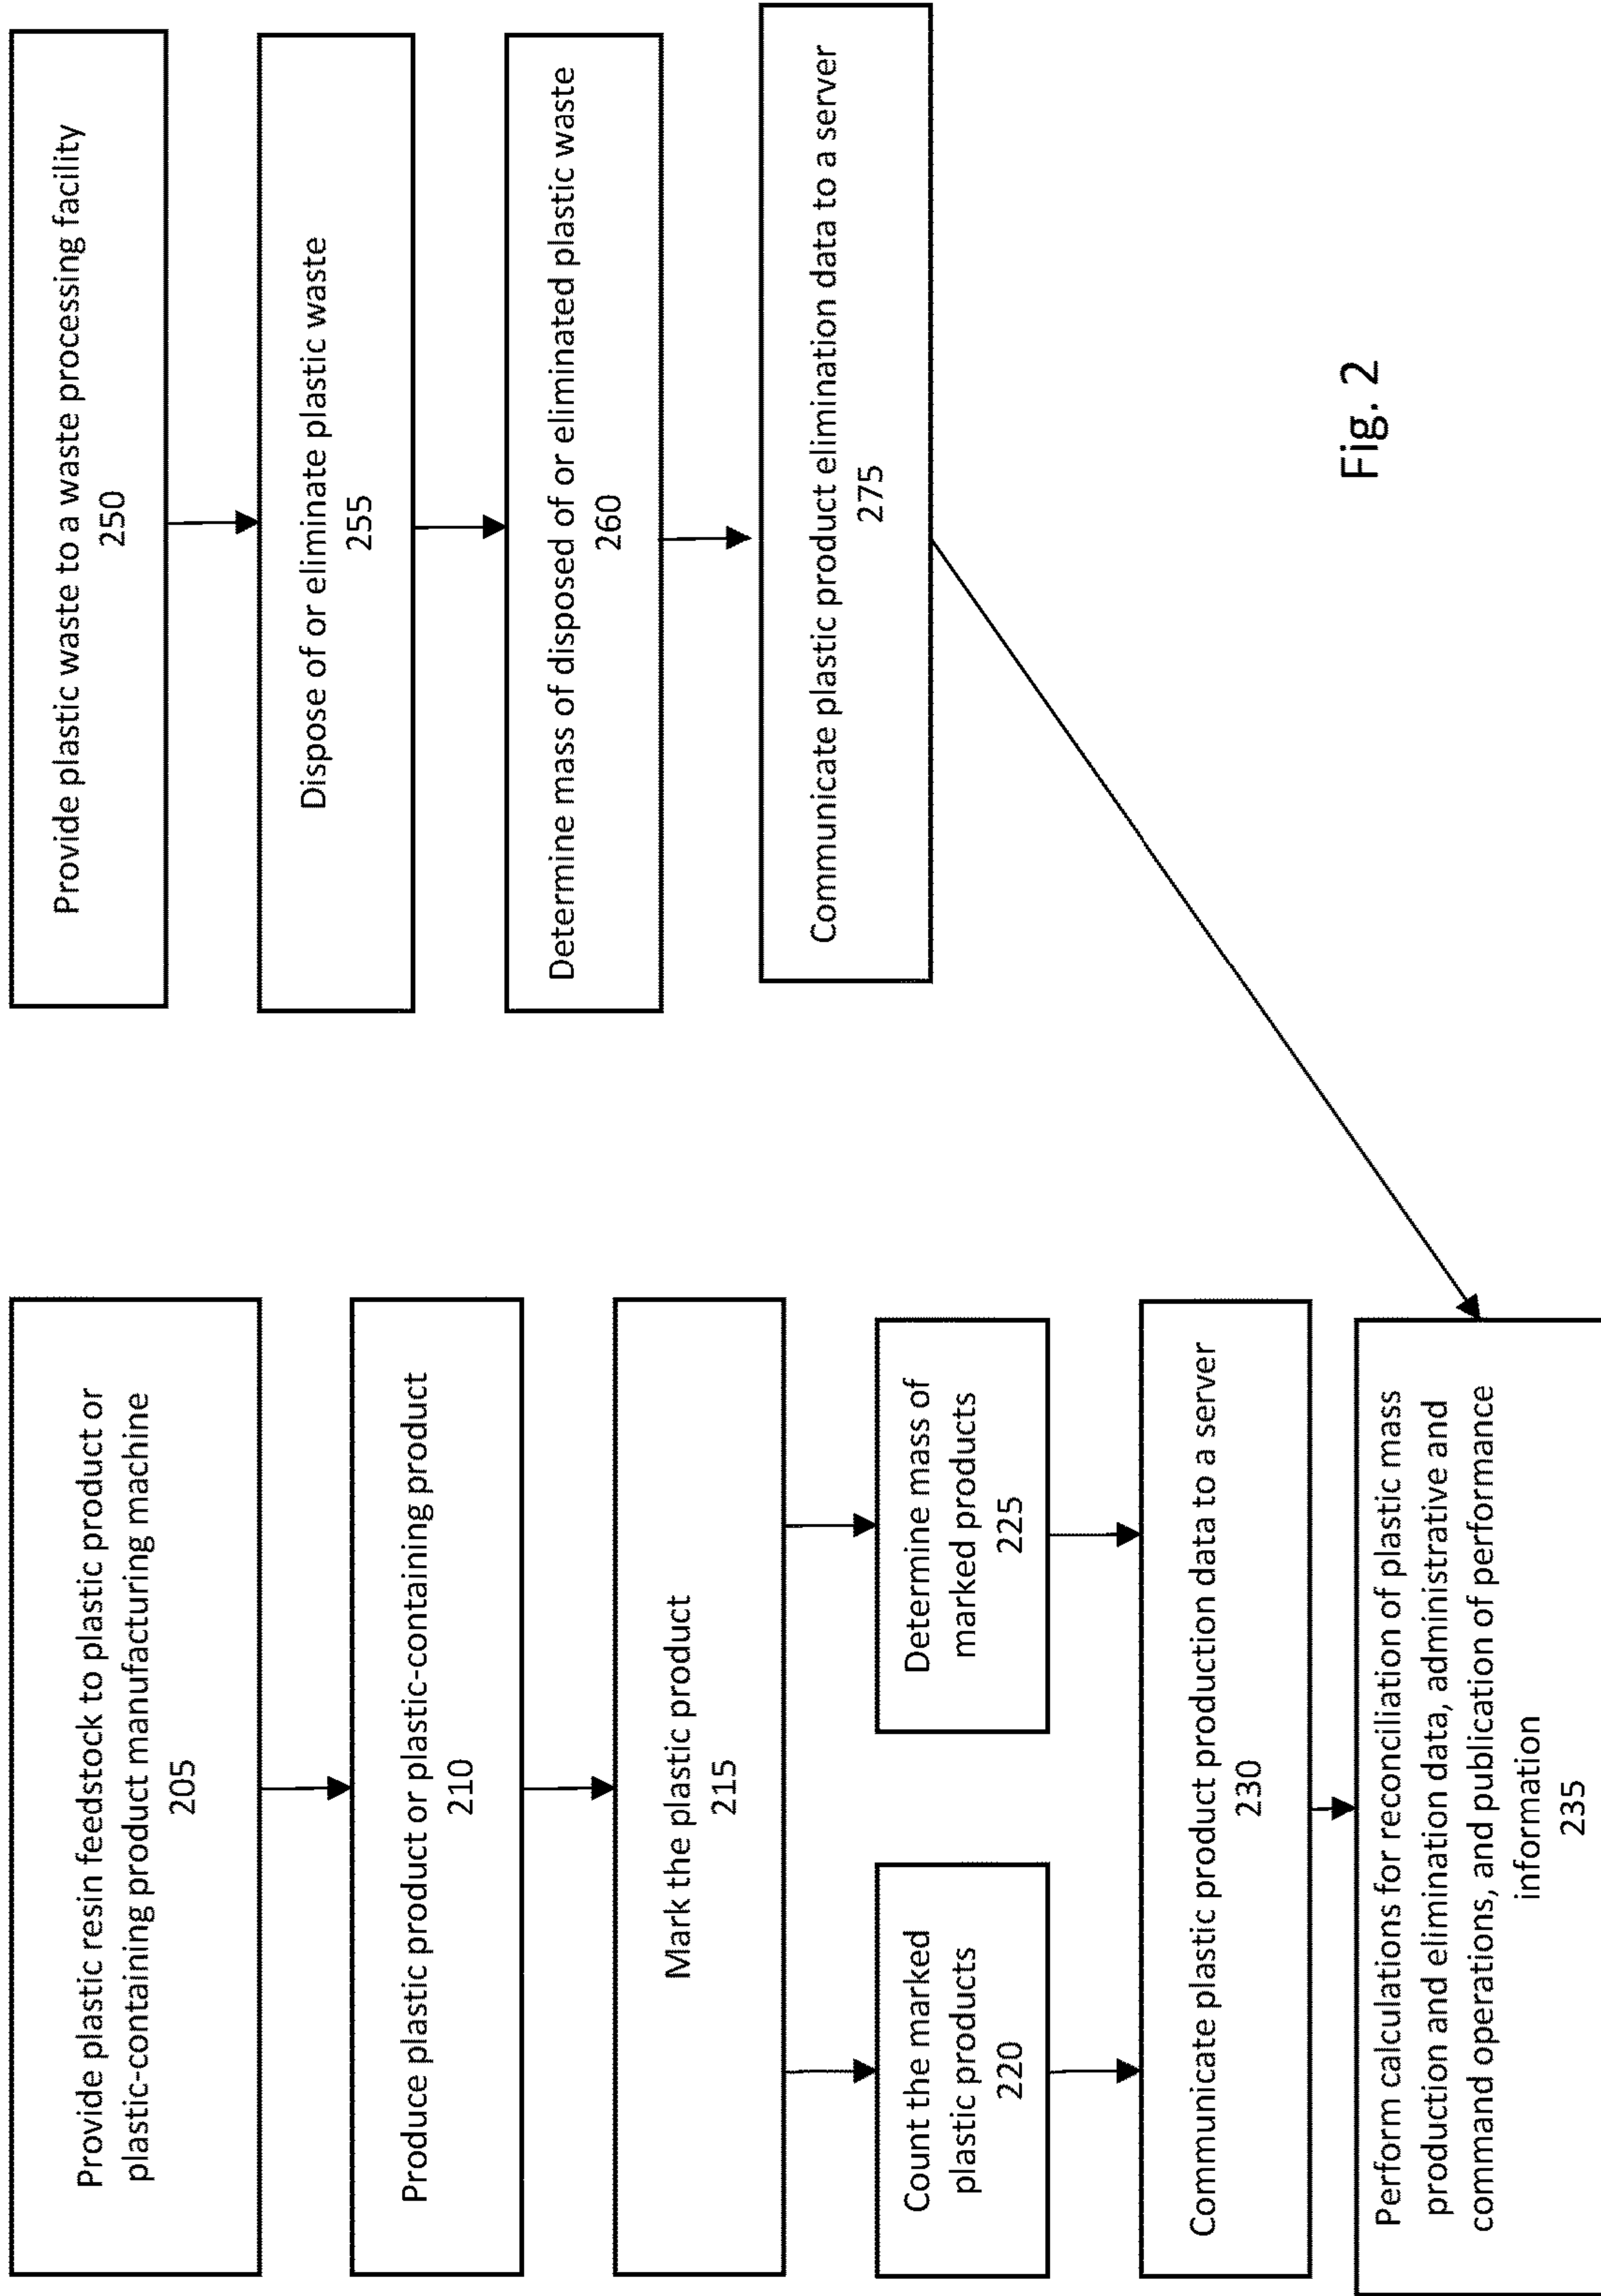 Provide plastic resin feedstock to plastic product or
plastic-containing product manufacturing machine
205
Produce plastic product or plastic-containing product
210
Mark the plastic product
215
Count the marked
plastic products
220
Determine mass of
marked products
225
Communicate plastic product production data to a server
230
Perform calculations for reconciliation of plastic mass
production and elimination data, administrative and
command operations, and publication of performance
information
235
Provide plastic waste to a waste processing facility
250
Dispose of or eliminate plastic waste
255
Determine mass of disposed of or eliminated plastic waste
260
Communicate plastic product elimination data to a server
275
Fig. 2